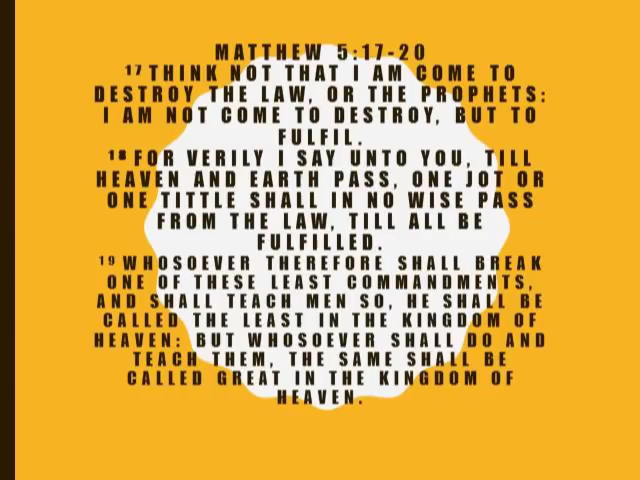 MATTHEW 5:17-20
17 THINK NOT THAT I AM COME TO
DESTROY THE LAW, OR THE PROPHETS:
I AM NOT COME TO DESTROY, BUT TO
FULFIL.
18 FOR VERILY I SAY UNTO YOU, TILL
HEAVEN AND EARTH PASS, ONE JOT OR
ONE TITTLE SHALL IN NO WISE PASS
FROM THE LAW, TILL ALL BE
FULFILLED.
19 WHOSOEVER THEREFORE SHALL BREAK
ONE OF THESE LEAST COMMANDMENTS,
AND SHALL TEACH MEN SO, HE SHALL BE
CALLED THE LEAST IN THE KINGDOM OF
HEAVEN: BUT WHOSOEVER SHALL DO AND
TEACH THEM, THE SAME SHALL BE
CALLED GREAT IN THE KINGDOM OF
HEAVEN.